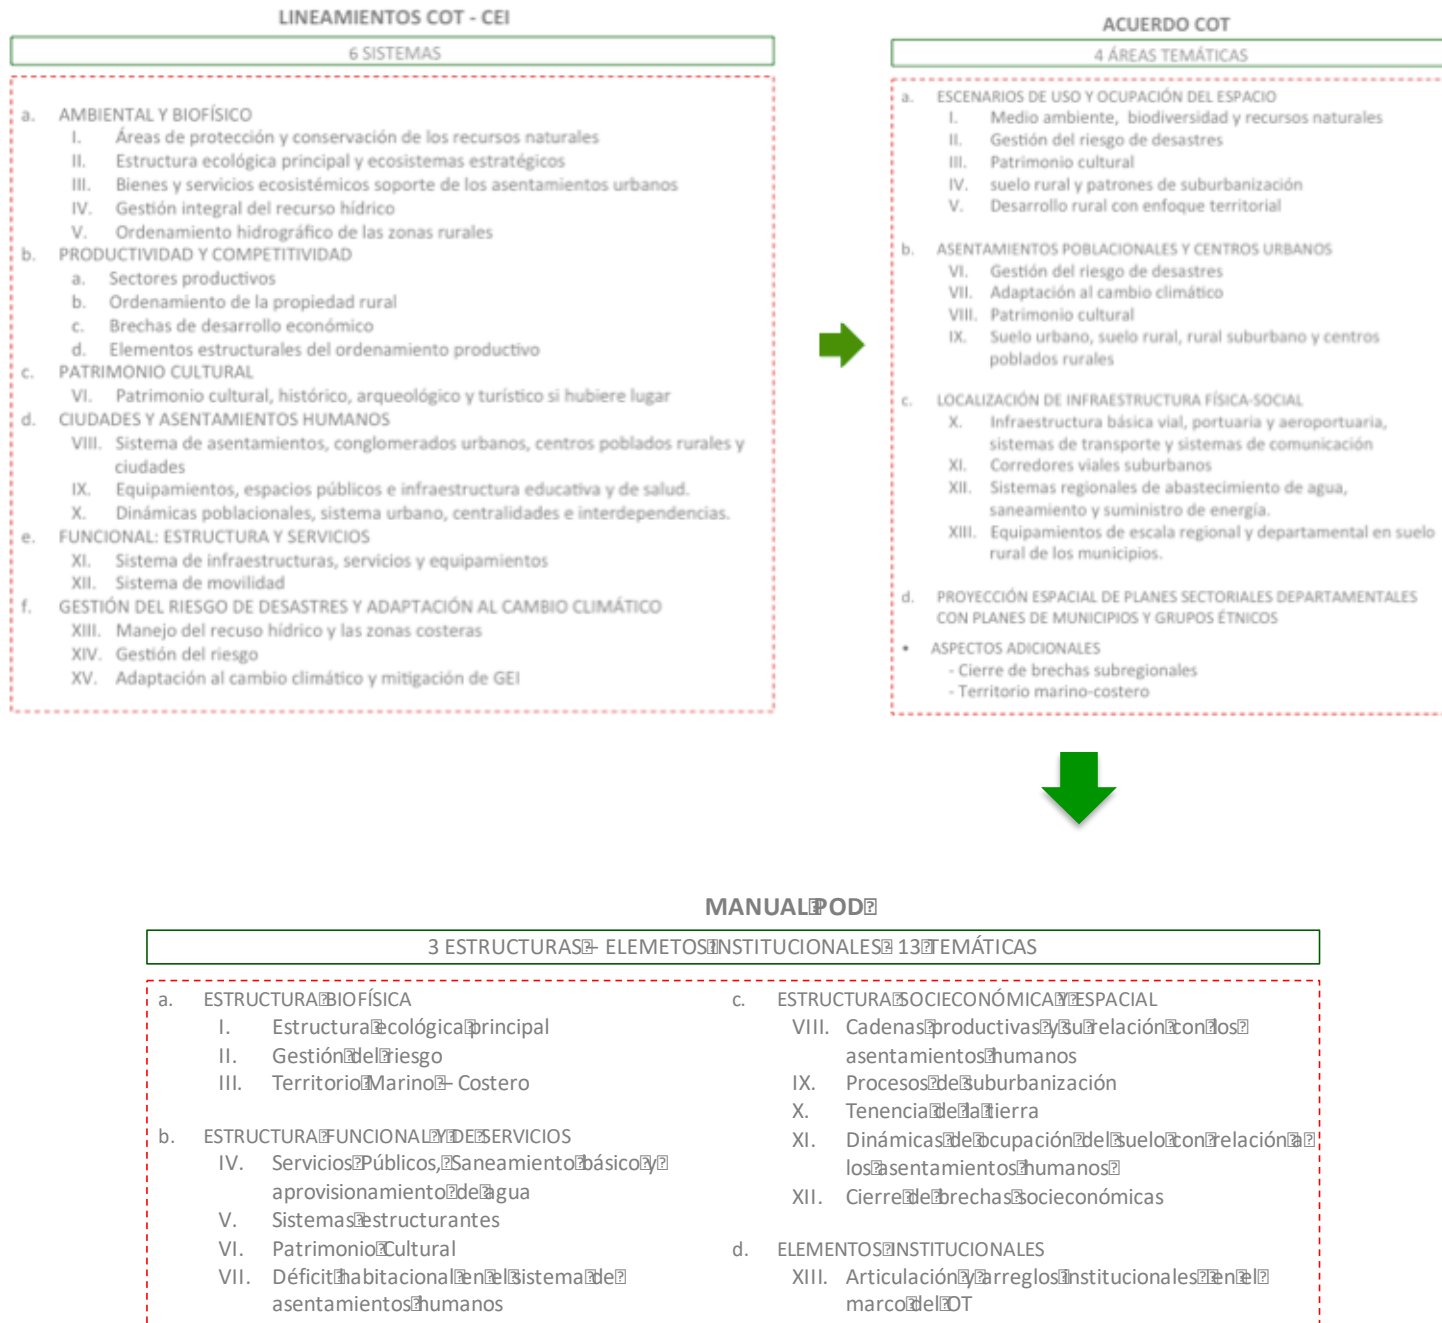 LINEAMIENTOS COT - CEI
6 SISTEMAS
a. AMBIENTAL Y BIOFÍSICO
I. Áreas de protección y conservación de los recursos naturales
II. Estructura ecológica principal y ecosistemas estratégicos
III. Bienes y servicios ecosistémicos soporte de los asentamientos urbanos
IV. Gestión integral del recurso hídrico
V. Ordenamiento hidrográfico de las zonas rurales
b. PRODUCTIVIDAD Y COMPETITIVIDAD
a. Sectores productivos
b. Ordenamiento de la propiedad rural
c. Brechas de desarrollo económico
d. Elementos estructurales del ordenamiento productivo
c. PATRIMONIO CULTURAL
VI. Patrimonio cultural, histórico, arqueológico y turístico si hubiere lugar
d. CIUDADES Y ASENTAMIENTOS HUMANOS
VIII. Sistema de asentamientos, conglomerados urbanos, centros poblados rurales y
ciudades
IX. Equipamientos, espacios públicos e infraestructura educativa y de salud.
X. Dinámicas poblacionales, sistema urbano, centralidades e interdependencias.
e. FUNCIONAL: ESTRUCTURA Y SERVICIOS
XI. Sistema de infraestructuras, servicios y equipamientos
XII. Sistema de movilidad
f. GESTIÓN DEL RIESGO DE DESASTRES Y ADAPTACIÓN AL CAMBIO CLIMÁTICO
XIII. Manejo del recuso hídrico y las zonas costeras
XIV. Gestión del riesgo
XV. Adaptación al cambio climático y mitigación de GEI
ACUERDO COT
4 ÁREAS TEMÁTICAS
a. ESCENARIOS DE USO Y OCUPACIÓN DEL ESPACIO
I. Medio ambiente, biodiversidad y recursos naturales
II. Gestión del riesgo de desastres
III. Patrimonio cultural
IV. suelo rural y patrones de suburbanización
V. Desarrollo rural con enfoque territorial
b. ASENTAMIENTOS POBLACIONALES Y CENTROS URBANOS
VI. Gestión del riesgo de desastres
VII. Adaptación al cambio climático
VIII. Patrimonio cultural
IX. Suelo urbano, suelo rural, rural suburbano y centros
poblados rurales
c. LOCALIZACIÓN DE INFRAESTRUCTURA FÍSICA-SOCIAL
X. Infraestructura básica vial, portuaria y aeroportuaria,
sistemas de transporte y sistemas de comunicación
XI. Corredores viales suburbanos
XII. Sistemas regionales de abastecimiento de agua,
saneamiento y suministro de energía.
XIII. Equipamientos de escala regional y departamental en suelo
rural de los municipios.
d. PROYECCIÓN ESPACIAL DE PLANES SECTORIALES DEPARTAMENTALES
CON PLANES DE MUNICIPIOS Y GRUPOS ÉTNICOS
• ASPECTOS ADICIONALES
- Cierre de brechas subregionales
- Territorio marino-costero
MANUAL POD
3 ESTRUCTURAS – ELEMETOS INSTITUCIONALES 13 TEMÁTICAS
a. ESTRUCTURA BIOFÍSICA
I. Estructura ecológica principal
II. Gestión del riesgo
III. Territorio Marino – Costero
b. ESTRUCTURA FUNCIONAL Y DE SERVICIOS
IV. Servicios Públicos, Saneamiento básico y
aprovisionamiento de agua
V. Sistemas estructurantes
VI. Patrimonio Cultural
VII. Déficit habitacional en el sistema de
asentamientos humanos
c. ESTRUCTURA SOCIECONÓMICA Y ESPACIAL
VIII. Cadenas productivas y su relación con los
asentamientos humanos
IX. Procesos de suburbanización
X. Tenencia de la tierra
XI. Dinámicas de ocupación del suelo con relación a
los asentamientos humanos
XII. Cierre de brechas socieconómicas
d. ELEMENTOS INSTITUCIONALES
XIII. Articulación y arreglos institucionales en el
marco del OT